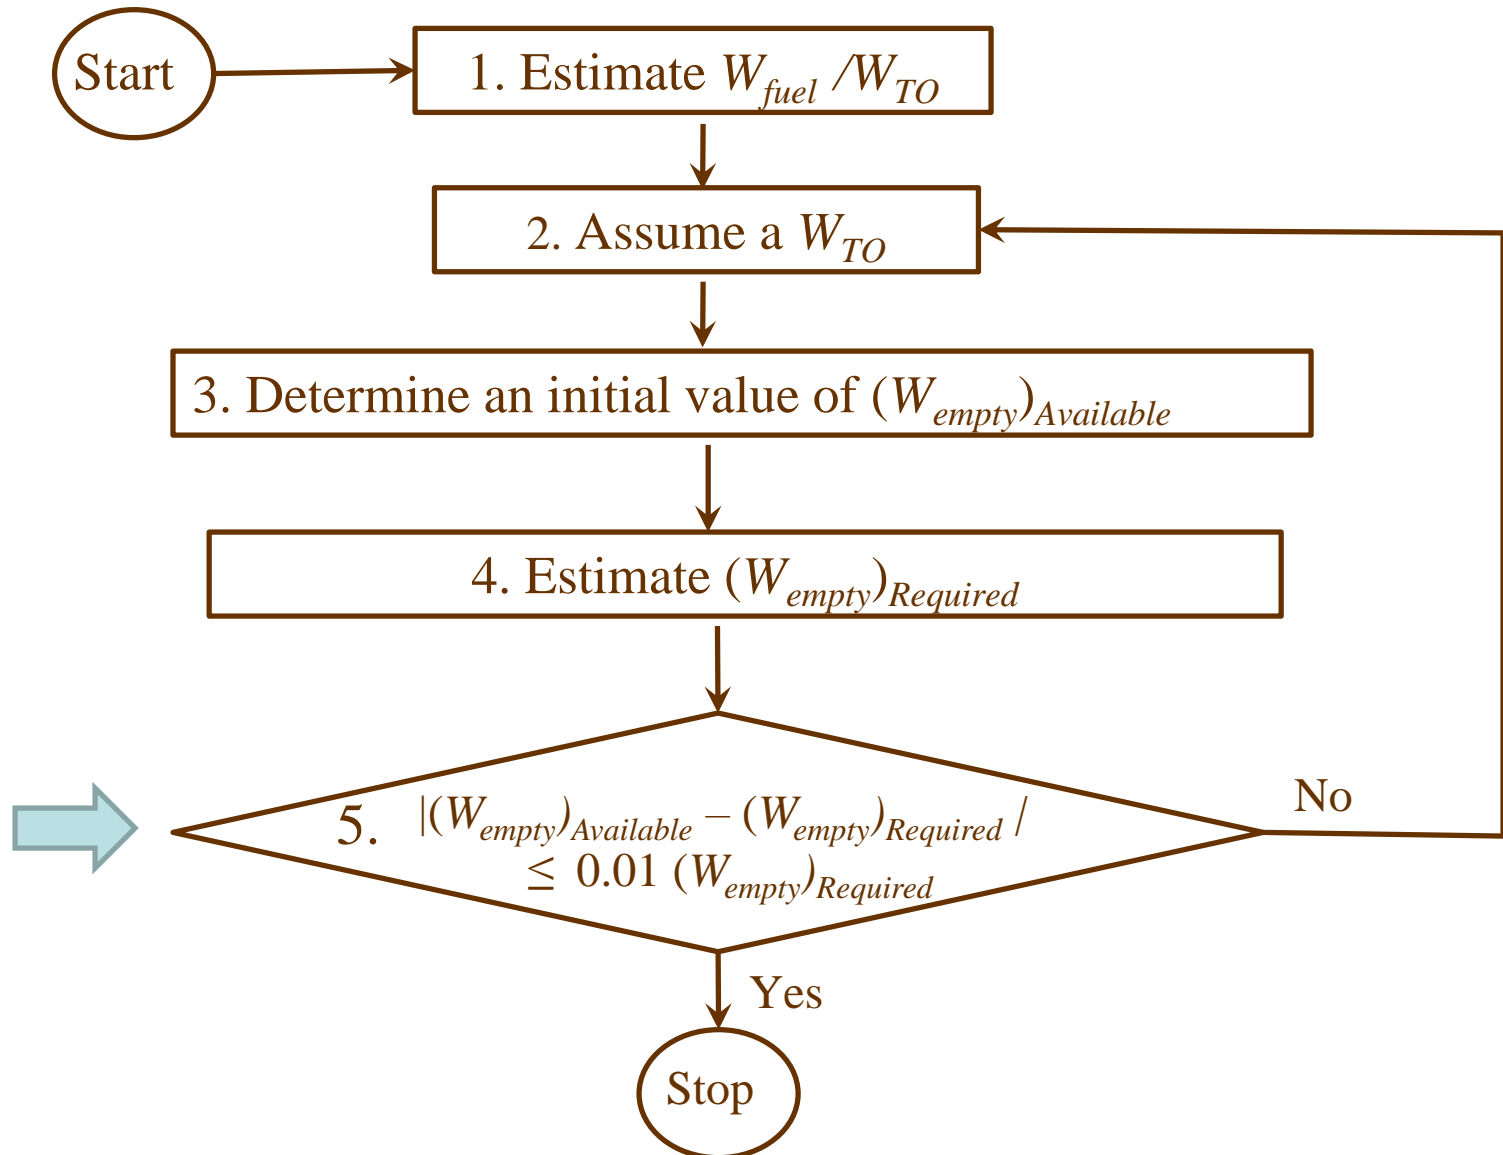 Start
1. Estimate W_fuel /W_TO
2. Assume a W_TO
3. Determine an initial value of (W_empty)_Available
4. Estimate (W_empty)_Required
5. |(W_empty)_Available – (W_empty)_Required |
≤ 0.01 (W_empty)_Required
No
Yes
Stop